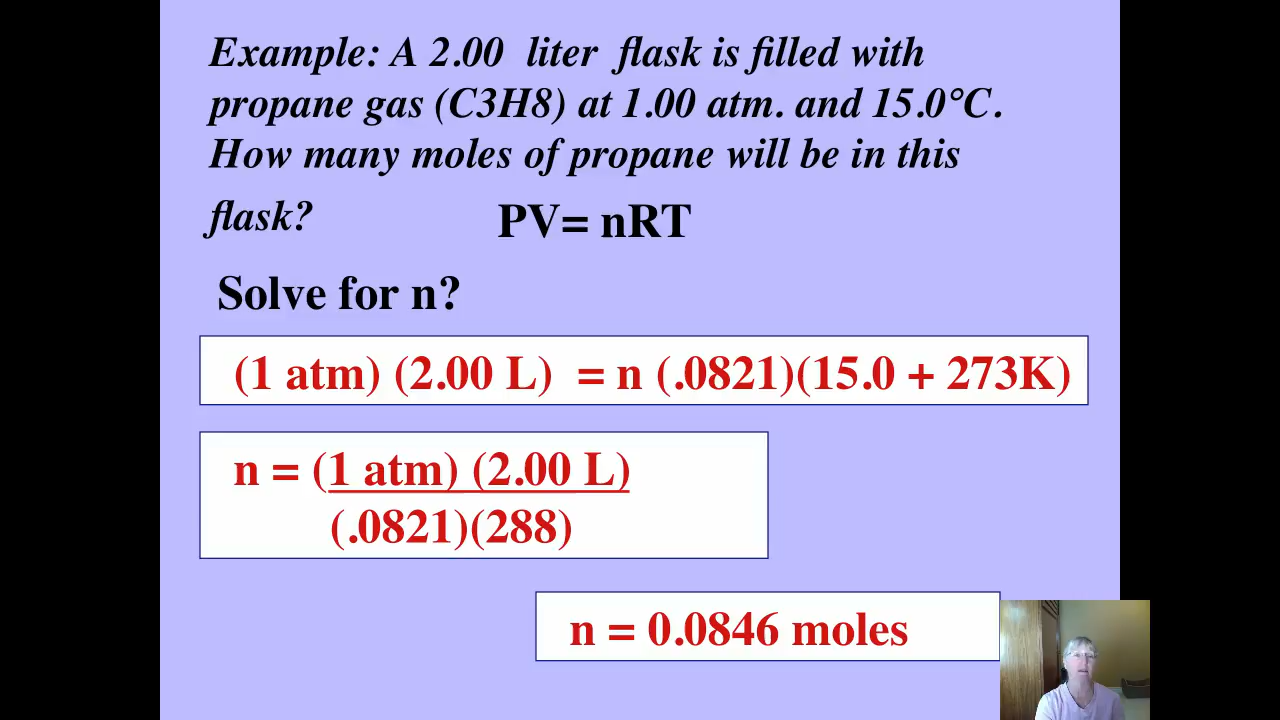 Example: A 2.00 liter flask is filled with
propane gas (C3H8) at 1.00 atm. and 15.0°C.
How many moles of propane will be in this
flask?
PV= nRT
Solve for n?
(1 atm) (2.00 L) = n (.0821)(15.0 + 273K)
n = (1 atm) (2.00 L)
(.0821)(288)
n = 0.0846 moles